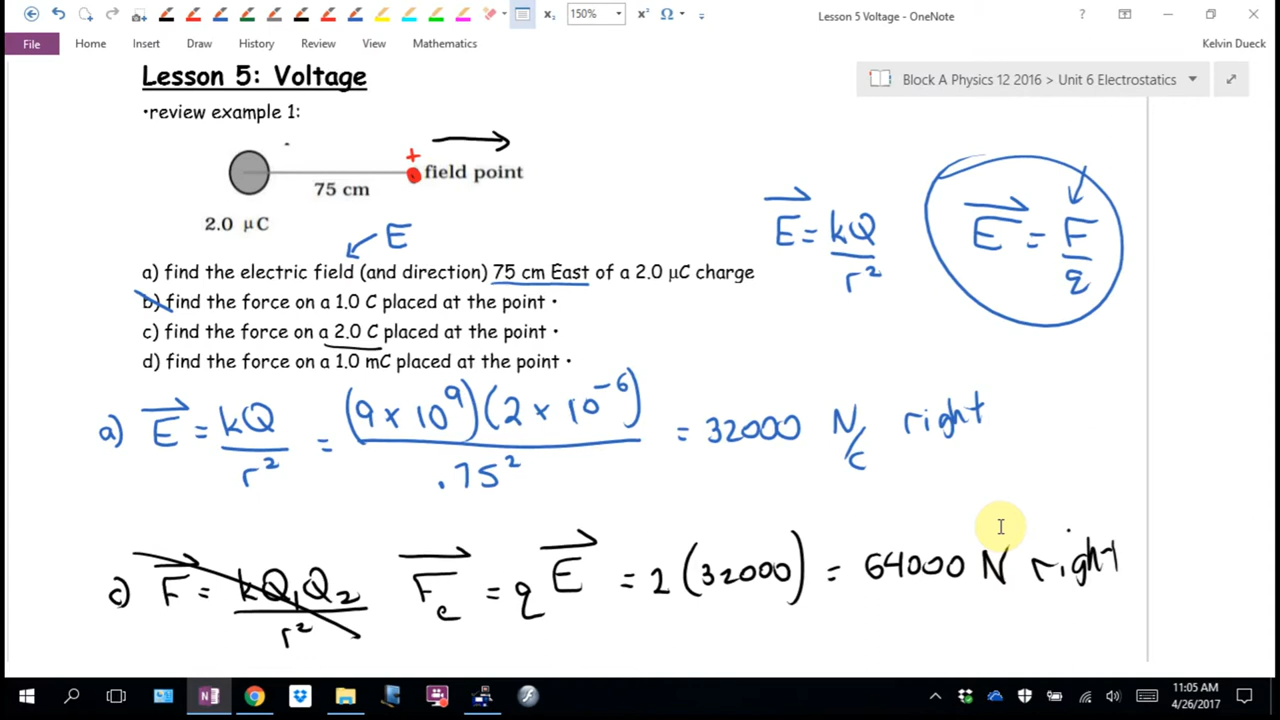 150%
Lesson 5 Voltage - OneNote
File Home Insert Draw History Review View Mathematics
Kelvin Dueck
Lesson 5: Voltage
Block A Physics 12 2016 > Unit 6 Electrostatics
•review example 1:
+
field point
75 cm
2.0 μC
E
E = kQ / r²
E = F / q
a) find the electric field (and direction) 75 cm East of a 2.0 μC charge
b) find the force on a 1.0 C placed at the point •
c) find the force on a 2.0 C placed at the point •
d) find the force on a 1.0 mC placed at the point •
a) E = kQ / r² = (9 x 10⁹)(2 x 10⁻⁶) / .75² = 32000 N/C right
c) F = kQ₁Q₂ / r² Fe = qE = 2(32000) = 64000 N right
11:05 AM
4/26/2017